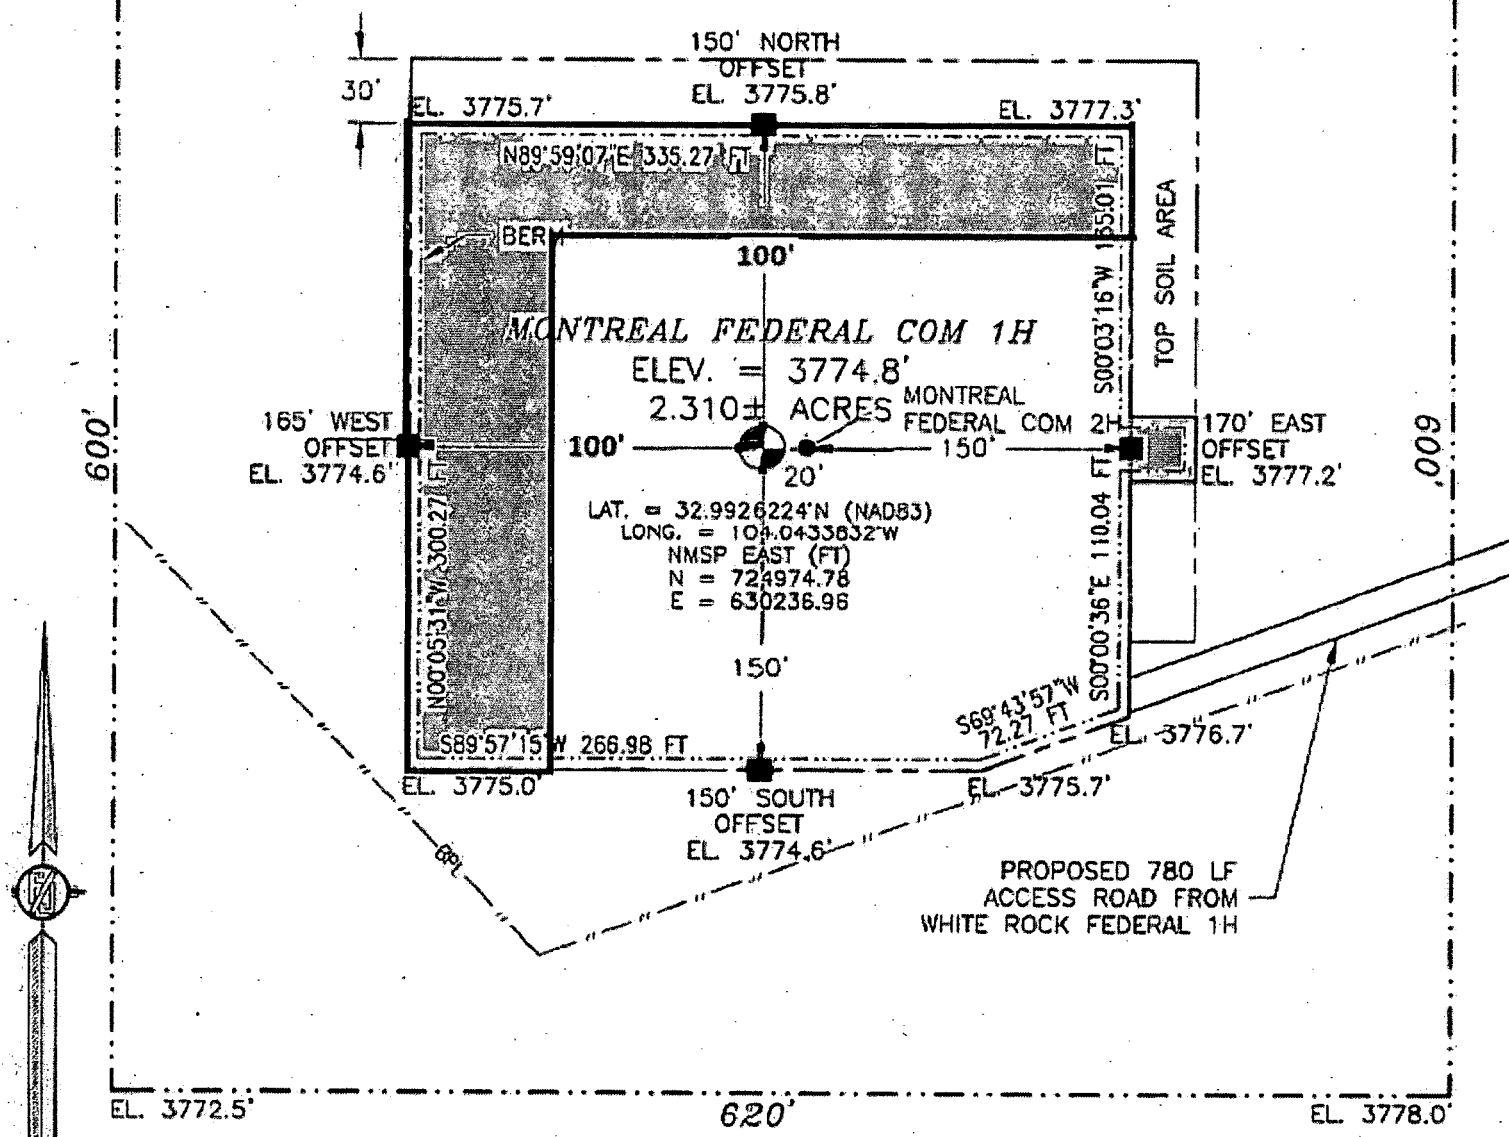 150' NORTH
OFFSET
EL. 3775.8'
30'
EL. 3775.7'
EL. 3777.3'
N89°59'07"E 335.27 FT
BERM
100'
S00°03'16"W 155.01 FT
TOP SOIL AREA
MONTREAL FEDERAL COM 1H
ELEV. = 3774.8'
2.310± ACRES
MONTREAL
FEDERAL COM 2H
165' WEST
OFFSET
EL. 3774.6'
100'
150'
20'
170' EAST
OFFSET
EL. 3777.2'
600'
600'
LAT. = 32.9926224°N (NAD83)
LONG. = 104.0433832°W
NMSP EAST (FT)
N = 724974.78
E = 630236.96
N00°05'31"W 300.27 FT
S00°00'36"E 110.04 FT
150'
S69°43'57"W
72.27 FT
S89°57'15"W 266.98 FT
EL. 3776.7'
EL. 3775.0'
EL. 3775.7'
150' SOUTH
OFFSET
EL. 3774.6'
BPL
PROPOSED 780 LF
ACCESS ROAD FROM
WHITE ROCK FEDERAL 1H
EL. 3772.5'
620'
EL. 3778.0'